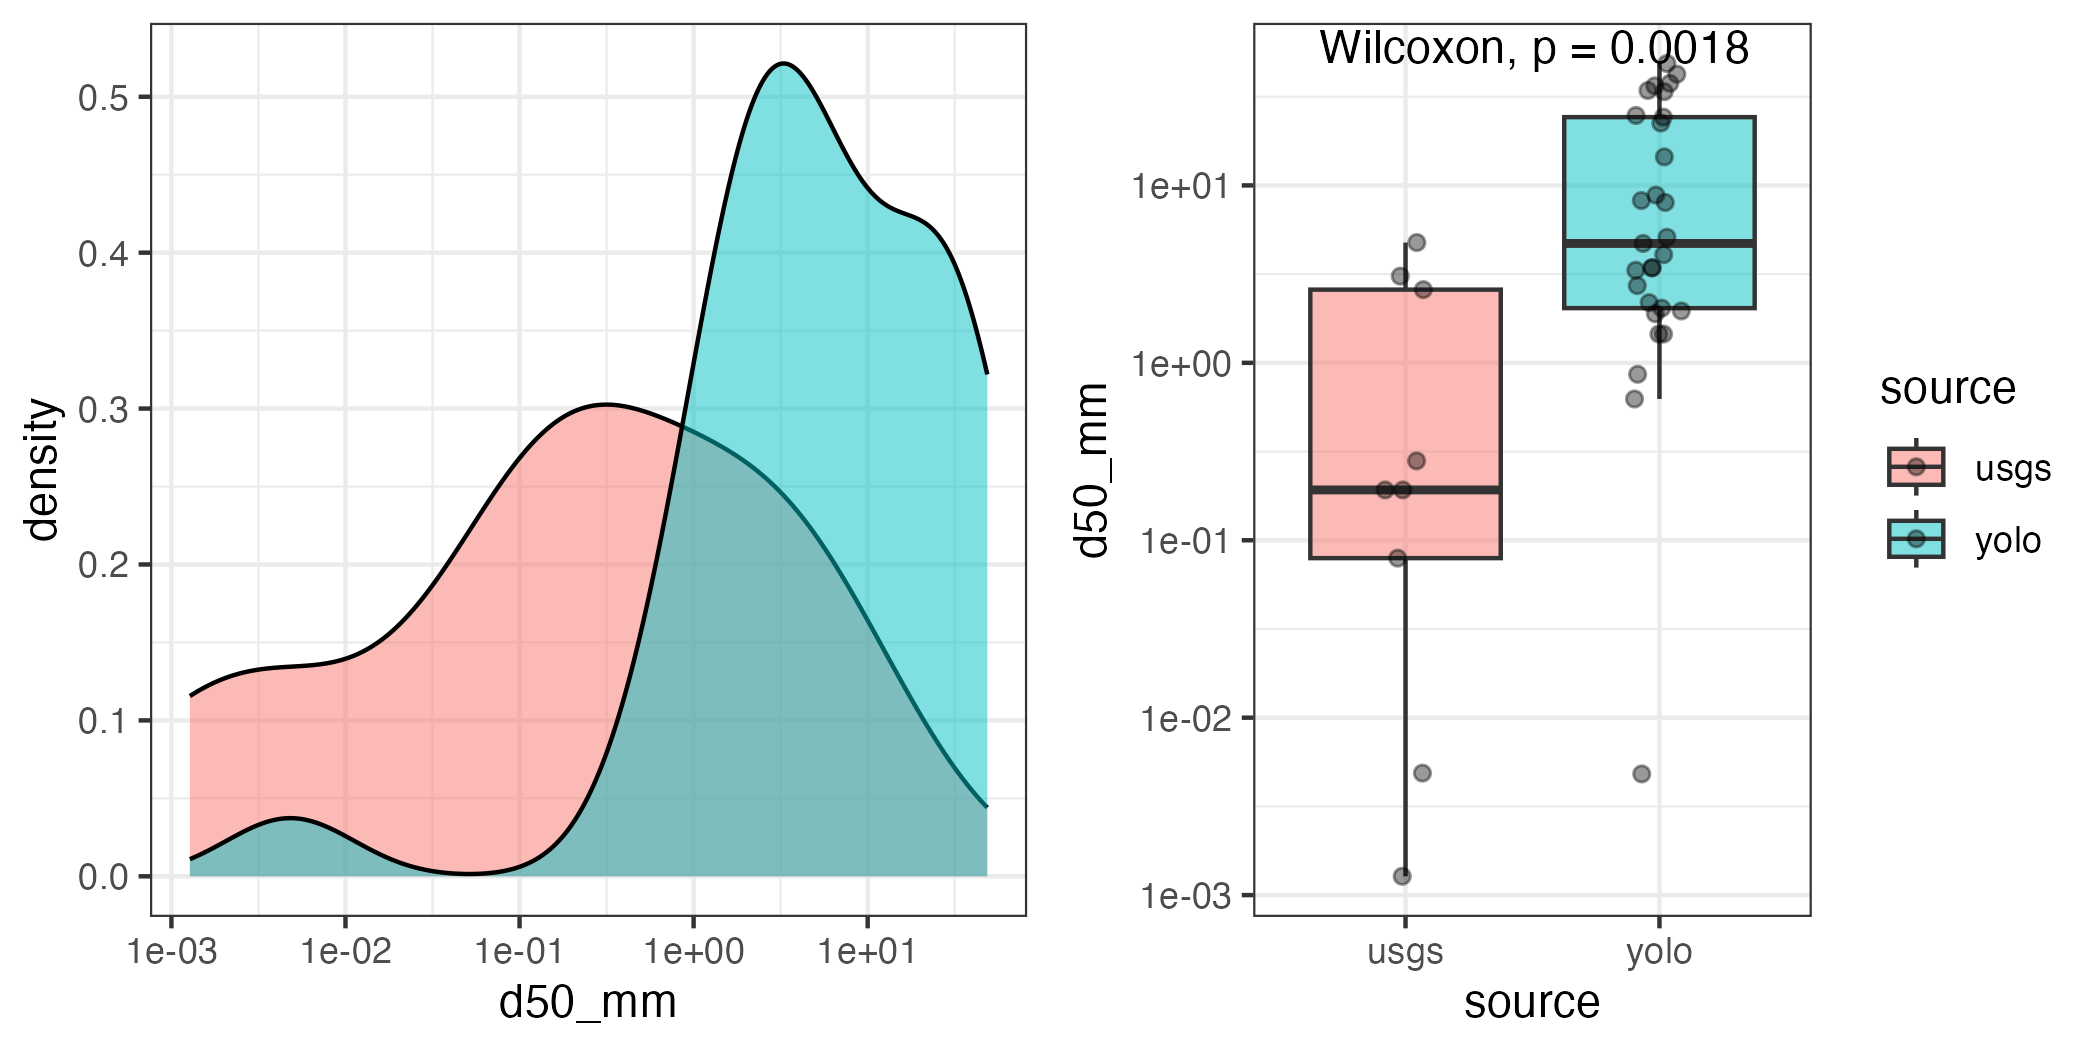 density
0.5
0.4
0.3
0.2
0.1
0.0
1e-03 1e-02 1e-01 1e+00 1e+01
d50_mm
Wilcoxon, p = 0.0018
d50_mm
1e+01
1e+00
1e-01
1e-02
1e-03
usgs yolo
source
source
usgs
yolo